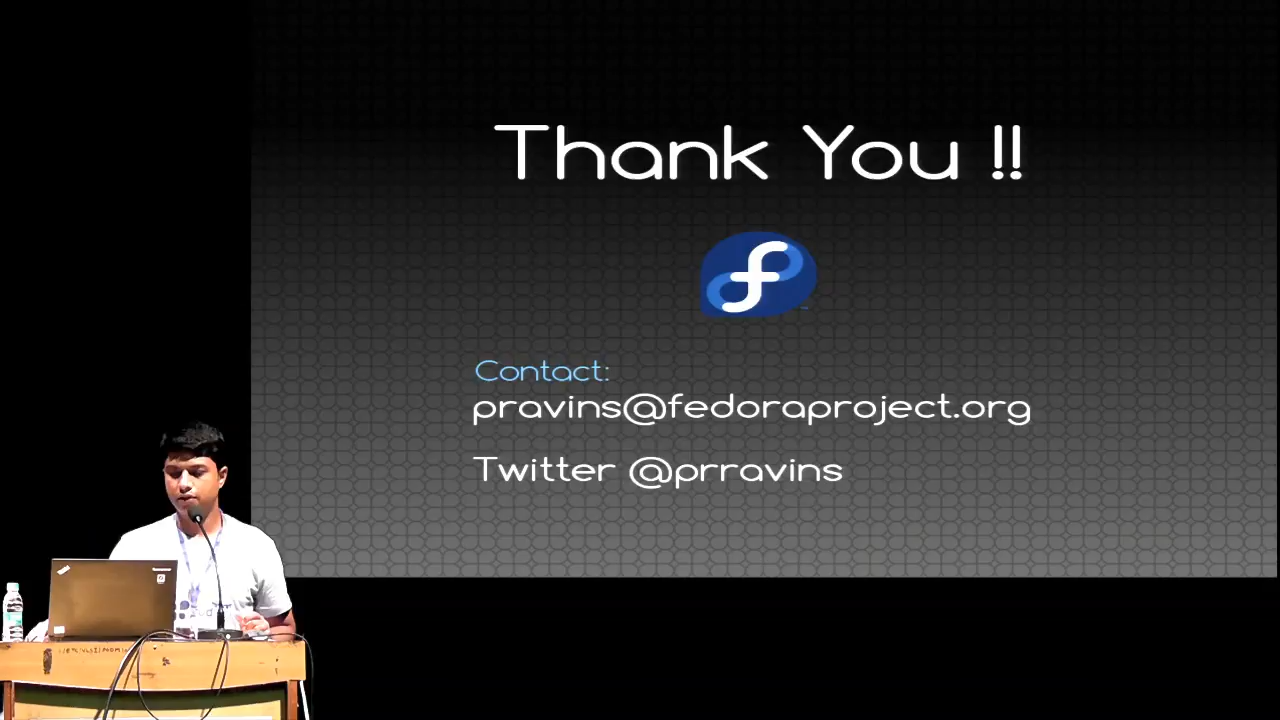 Thank You !!
Contact:
pravins@fedoraproject.org
Twitter @prravins